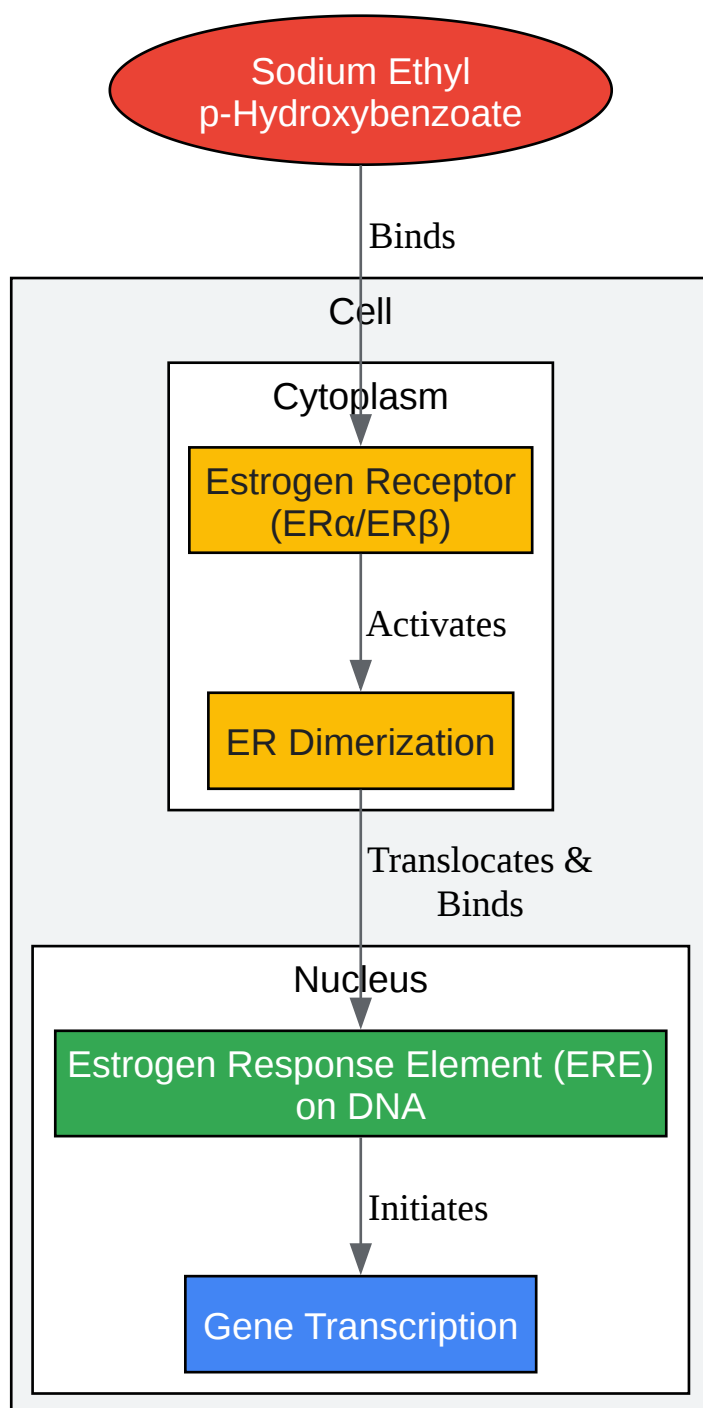 Sodium Ethyl
p-Hydroxybenzoate
Binds
Cell
Cytoplasm
Estrogen Receptor
(ERα/ERβ)
Activates
ER Dimerization
Translocates &
Binds
Nucleus
Estrogen Response Element (ERE)
on DNA
Initiates
Gene Transcription